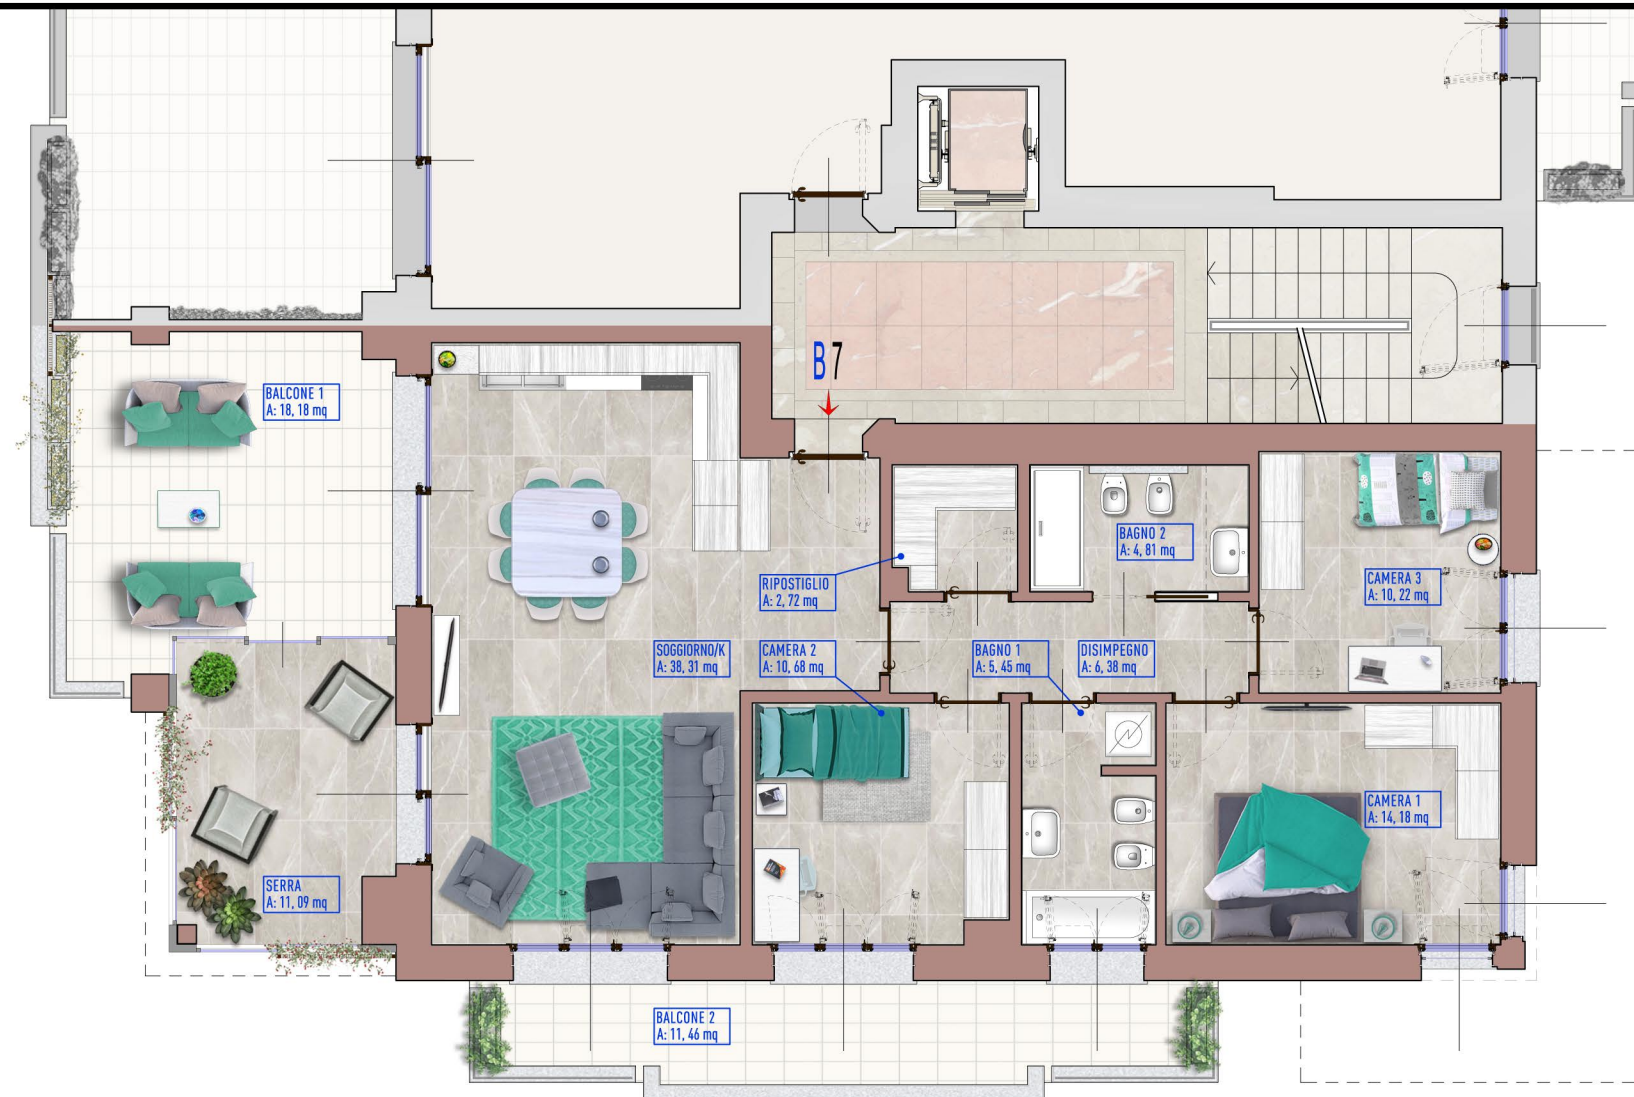 B7
BALCONE 1
A: 18, 18 mq
BAGNO 2
A: 4, 81 mq
RIPOSTIGLIO
A: 2, 72 mq
CAMERA 3
A: 10, 22 mq
SOGGIORNO/K
A: 38, 31 mq
CAMERA 2
A: 10, 68 mq
BAGNO 1
A: 5, 45 mq
DISIMPEGNO
A: 6, 38 mq
CAMERA 1
A: 14, 18 mq
SERRA
A: 11, 09 mq
BALCONE 2
A: 11, 46 mq